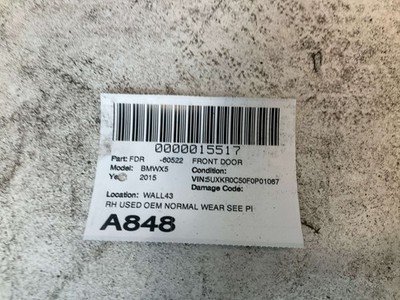 0000015517
Part: FDR -60522 FRONT DOOR
Model: BMWX5 Condition:
2015 VIN:5UXKR0C50F0P01067
Damage Code:
Location: WALL43
RH USED OEM NORMAL WEAR SEE PI
A848